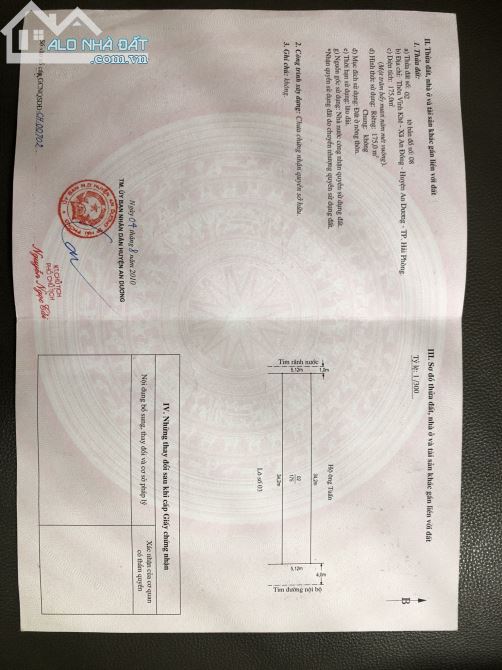 ALO NHÀ ĐẤT
.com.vn
II. Thửa đất, nhà ở và tài sản khác gắn liền với đất
1. Thửa đất:
a) Thửa đất số: 02 tờ bản đồ số: 08
b) Địa chỉ: Thôn Vĩnh Khê - Xã An Đồng - Huyện An Dương - TP. Hải Phòng.
c) Diện tích: 175,0m²
(Một trăm bảy mươi năm mét vuông).
d) Hình thức sử dụng: Riêng: 175,0 m²
Chung: không
đ) Mục đích sử dụng: Đất ở nông thôn.
e) Thời hạn sử dụng: lâu dài.
g) Nguồn gốc sử dụng: Nhà nước công nhận quyền sử dụng đất.
*Nhận quyền sử dụng đất do chuyển nhượng quyền sử dụng đất.
2. Công trình xây dựng: Chưa chứng nhận quyền sở hữu.
3. Ghi chú: không.
Ngày 04 tháng 8 năm 2010
TM. ỦY BAN NHÂN DÂN HUYỆN AN DƯƠNG
KT.CHỦ TỊCH
PHÓ CHỦ TỊCH
Nguyễn Ngọc
cấp GCNQSDĐ CH 00702
III. Sơ đồ thửa đất, nhà ở và tài sản khác gắn liền với đất
Tỷ lệ: 1/300
B
Hộ ông Tuấn
Tim rãnh nước
1,0m
5,12m
34,2m
02
175
34,2m
5,12m
4,0m
Tim đường nội bộ
Lô số 03
IV. Những thay đổi sau khi cấp Giấy chứng nhận
Nội dung bổ sung, thay đổi và cơ sở pháp lý
Xác nhận của cơ quan
có thẩm quyền